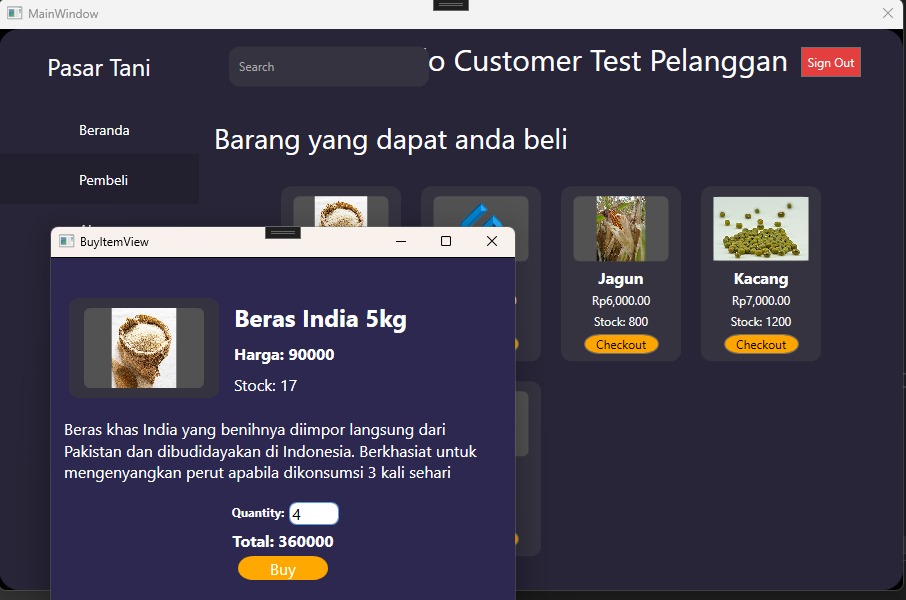 MainWindow
Pasar Tani
Search
o Customer Test Pelanggan
Sign Out
Beranda
Pembeli
Barang yang dapat anda beli
Jagun
Rp6,000.00
Stock: 800
Checkout
Kacang
Rp7,000.00
Stock: 1200
Checkout
BuyItemView
Beras India 5kg
Harga: 90000
Stock: 17
Beras khas India yang benihnya diimpor langsung dari
Pakistan dan dibudidayakan di Indonesia. Berkhasiat untuk
mengenyangkan perut apabila dikonsumsi 3 kali sehari
Quantity: 4
Total: 360000
Buy